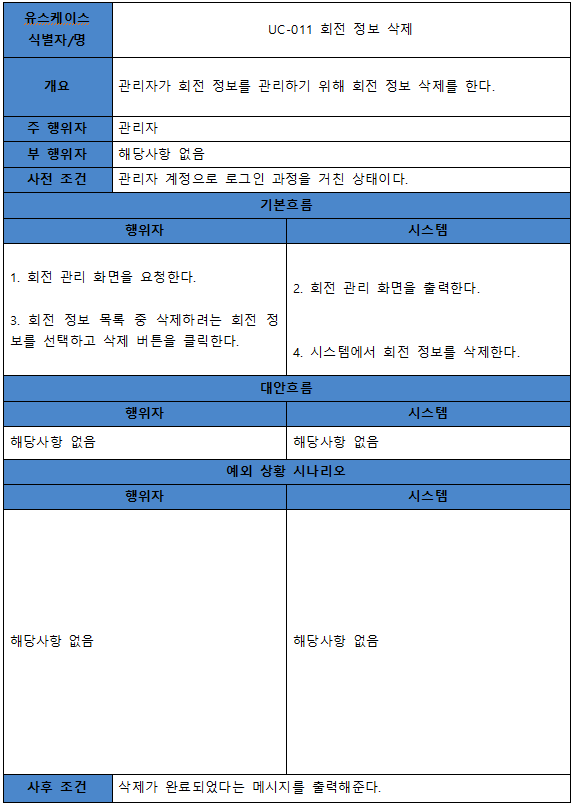 유스케이스
식별자/명
UC-011 회전 정보 삭제
개요
관리자가 회전 정보를 관리하기 위해 회전 정보 삭제를 한다.
주 행위자
관리자
부 행위자
해당사항 없음
사전 조건
관리자 계정으로 로그인 과정을 거친 상태이다.
기본흐름
행위자
시스템
1. 회전 관리 화면을 요청한다.
2. 회전 관리 화면을 출력한다.
3. 회전 정보 목록 중 삭제하려는 회전 정
보를 선택하고 삭제 버튼을 클릭한다.
4. 시스템에서 회전 정보를 삭제한다.
대안흐름
행위자
시스템
해당사항 없음
해당사항 없음
예외 상황 시나리오
행위자
시스템
해당사항 없음
해당사항 없음
사후 조건
삭제가 완료되었다는 메시지를 출력해준다.